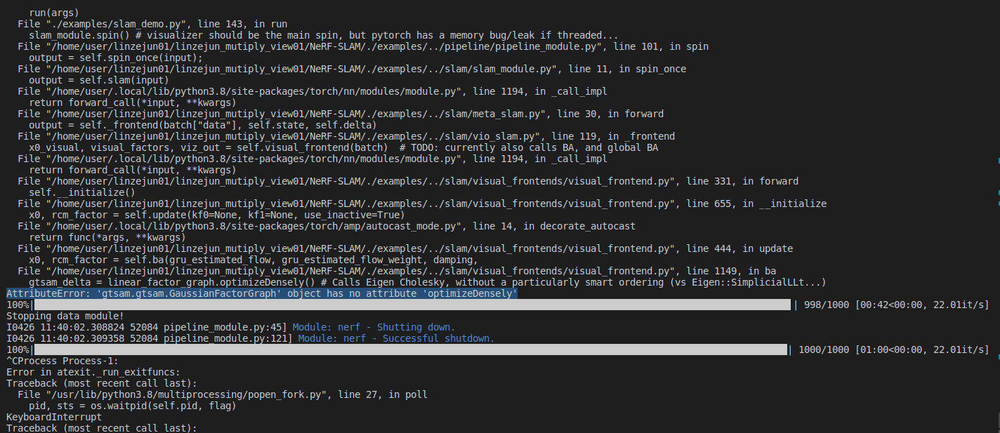 run(args)
File "./examples/slam_demo.py", line 143, in run
slam_module.spin() # visualizer should be the main spin, but pytorch has a memory bug/leak if threaded...
File "/home/user/linzejun01/linzejun_mutiply_view01/NeRF-SLAM/./examples/../pipeline/pipeline_module.py", line 101, in spin
output = self.spin_once(input);
File "/home/user/linzejun01/linzejun_mutiply_view01/NeRF-SLAM/./examples/../slam/slam_module.py", line 11, in spin_once
output = self.slam(input)
File "/home/user/.local/lib/python3.8/site-packages/torch/nn/modules/module.py", line 1194, in _call_impl
return forward_call(*input, **kwargs)
File "/home/user/linzejun01/linzejun_mutiply_view01/NeRF-SLAM/./examples/../slam/meta_slam.py", line 30, in forward
output = self._frontend(batch["data"], self.state, self.delta)
File "/home/user/linzejun01/linzejun_mutiply_view01/NeRF-SLAM/./examples/../slam/vio_slam.py", line 119, in _frontend
x0_visual, visual_factors, viz_out = self.visual_frontend(batch)  # TODO: currently also calls BA, and global BA
File "/home/user/.local/lib/python3.8/site-packages/torch/nn/modules/module.py", line 1194, in _call_impl
return forward_call(*input, **kwargs)
File "/home/user/linzejun01/linzejun_mutiply_view01/NeRF-SLAM/./examples/../slam/visual_frontends/visual_frontend.py", line 331, in forward
self.__initialize()
File "/home/user/linzejun01/linzejun_mutiply_view01/NeRF-SLAM/./examples/../slam/visual_frontends/visual_frontend.py", line 655, in __initialize
x0, rcm_factor = self.update(kf0=None, kf1=None, use_inactive=True)
File "/home/user/.local/lib/python3.8/site-packages/torch/amp/autocast_mode.py", line 14, in decorate_autocast
return func(*args, **kwargs)
File "/home/user/linzejun01/linzejun_mutiply_view01/NeRF-SLAM/./examples/../slam/visual_frontends/visual_frontend.py", line 444, in update
x0, rcm_factor = self.ba(gru_estimated_flow, gru_estimated_flow_weight, damping,
File "/home/user/linzejun01/linzejun_mutiply_view01/NeRF-SLAM/./examples/../slam/visual_frontends/visual_frontend.py", line 1149, in ba
gtsam_delta = linear_factor_graph.optimizeDensely() # Calls Eigen Cholesky, without a particularly smart ordering (vs Eigen::SimplicialLLt...)
AttributeError: 'gtsam.gtsam.GaussianFactorGraph' object has no attribute 'optimizeDensely'
100%| | 998/1000 [00:42<00:00, 22.01it/s]
Stopping data module!
I0426 11:40:02.308824 52084 pipeline_module.py:45] Module: nerf - Shutting down.
I0426 11:40:02.309358 52084 pipeline_module.py:121] Module: nerf - Successful shutdown.
100%| | 1000/1000 [01:00<00:00, 22.01it/s]
^CProcess Process-1:
Error in atexit._run_exitfuncs:
Traceback (most recent call last):
File "/usr/lib/python3.8/multiprocessing/popen_fork.py", line 27, in poll
pid, sts = os.waitpid(self.pid, flag)
KeyboardInterrupt
Traceback (most recent call last):